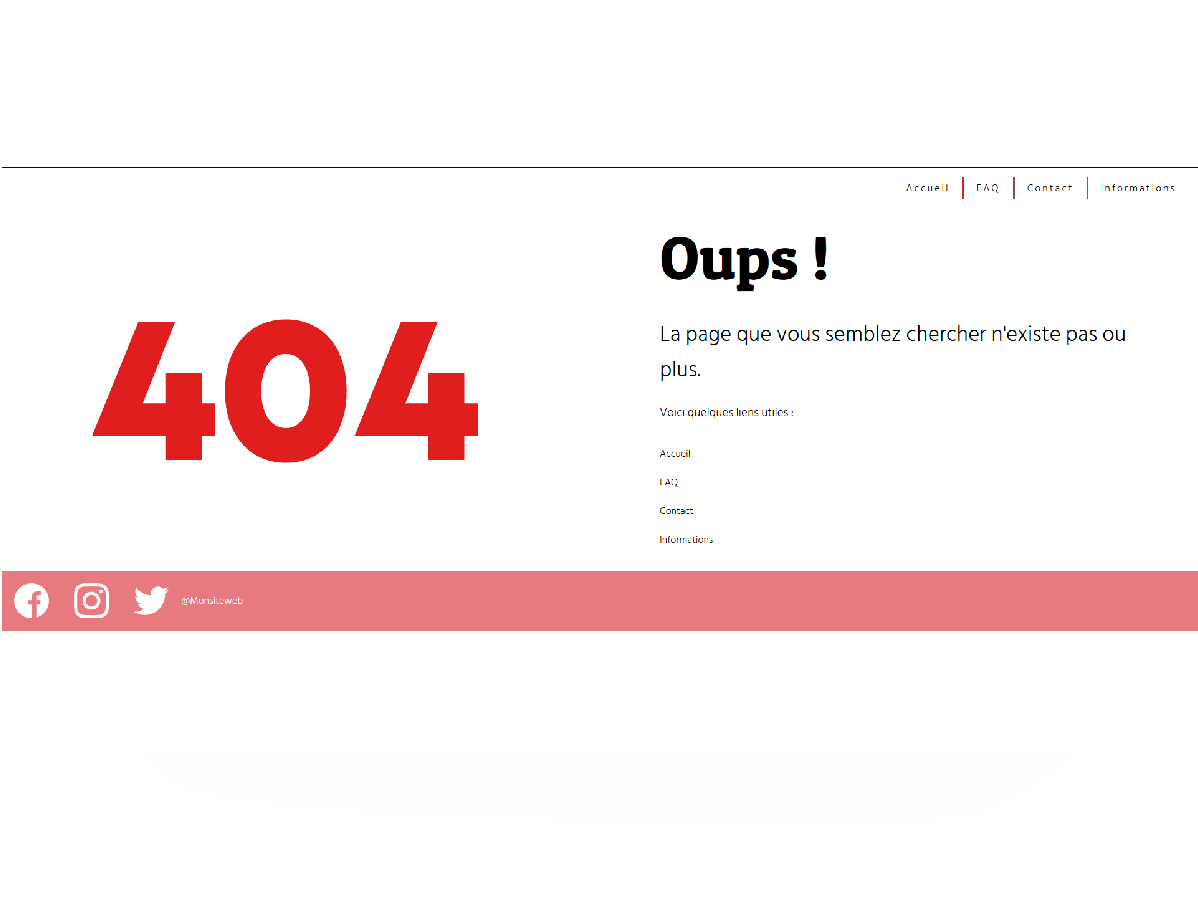 Accueil FAQ Contact Informations
Oups !
404
La page que vous semblez chercher n'existe pas ou
plus.
Voici quelques liens utiles :
Accueil
FAQ
Contact
Informations
@Monsiteweb